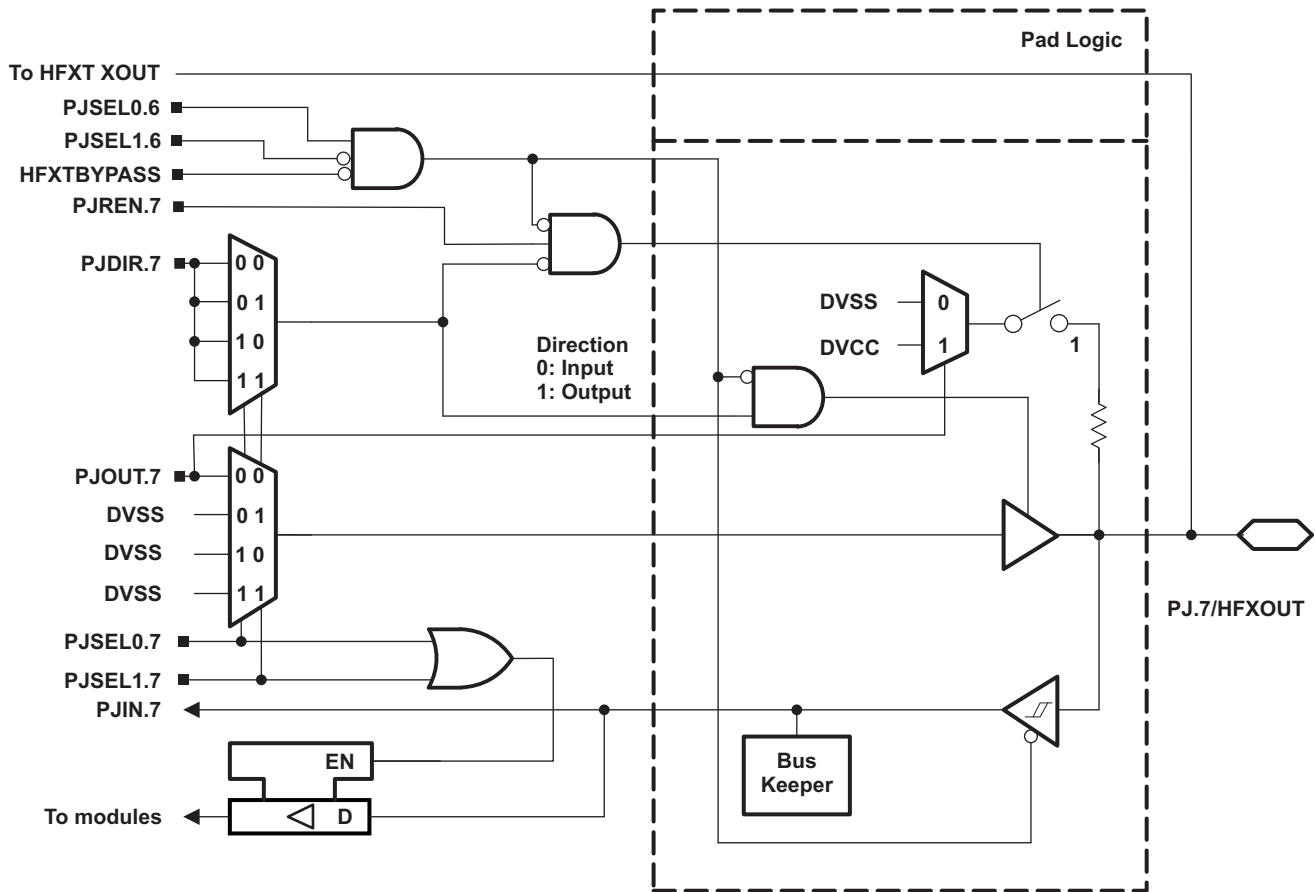 Pad Logic
To HFXT XOUT
PJSEL0.6
PJSEL1.6
HFXTBYPASS
PJREN.7
PJDIR.7
0 0
0 1
1 0
1 1
Direction
0: Input
1: Output
DVSS
0
DVCC
1
1
PJOUT.7
0 0
DVSS
0 1
DVSS
1 0
DVSS
1 1
PJ.7/HFXOUT
PJSEL0.7
PJSEL1.7
PJIN.7
Bus
Keeper
EN
To modules
D